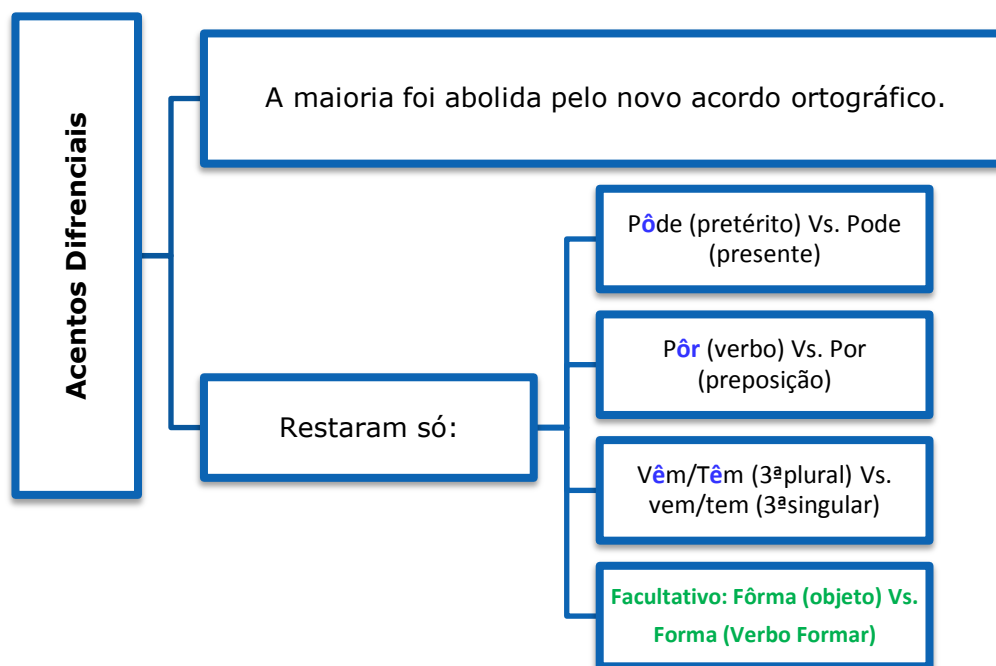 Acentos Difrenciais
A maioria foi abolida pelo novo acordo ortográfico.
Restaram só:
Pôde (pretérito) Vs. Pode
(presente)
Pôr (verbo) Vs. Por
(preposição)
Vêm/Têm (3ªplural) Vs.
vem/tem (3ªsingular)
Facultativo: Fôrma (objeto) Vs.
Forma (Verbo Formar)